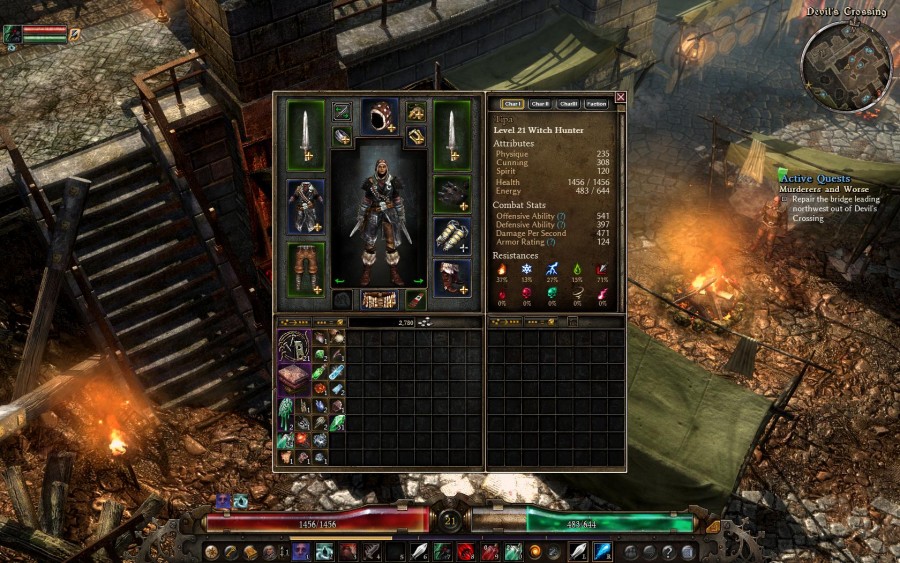 Devil's Crossing
Char I Char II Char III Faction
Tipa
Level 21 Witch Hunter
Attributes
Physique 235
Cunning 308
Spirit 120
Health 1456 / 1456
Energy 483 / 644
Combat Stats
Offensive Ability (?) 541
Defensive Ability (?) 397
Damage Per Second 471
Armor Rating (?) 124
Resistances
31% 13% 27% 15% 71%
0% 0% 0% 0% 0%
Active Quests
Murderers and Worse
Repair the bridge leading
northwest out of Devil's
Crossing
2,780
1456/1456
21
483/644